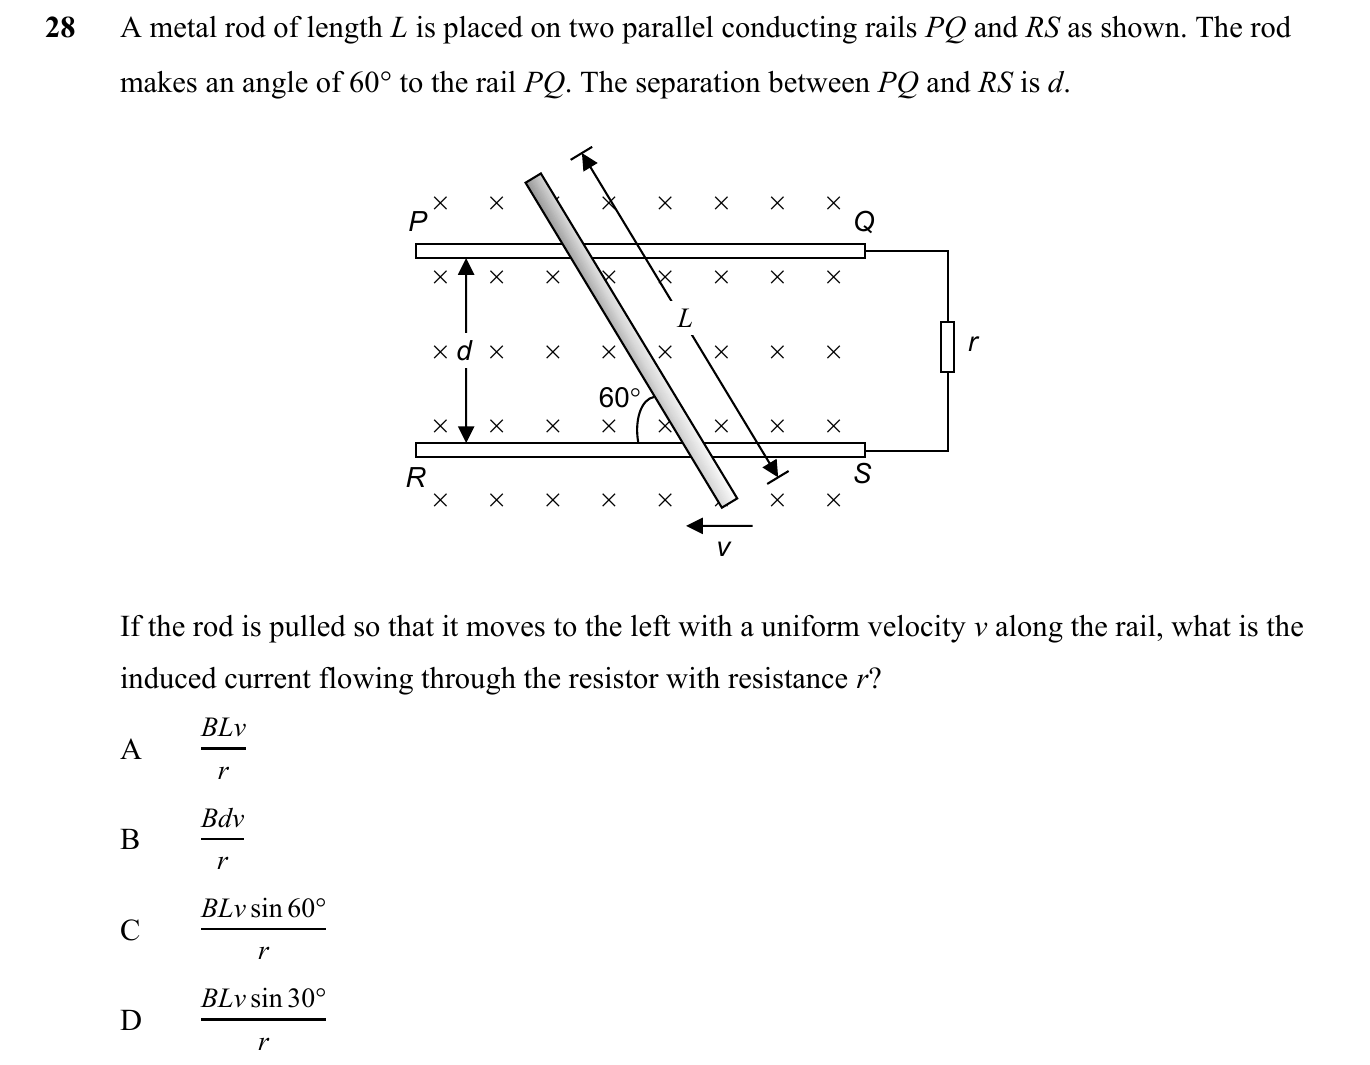 28 A metal rod of length L is placed on two parallel conducting rails PQ and RS as shown. The rod
makes an angle of 60° to the rail PQ. The separation between PQ and RS is d.
P
Q
L
d
r
60°
R
S
v
If the rod is pulled so that it moves to the left with a uniform velocity v along the rail, what is the
induced current flowing through the resistor with resistance r?
A BLv
r
B Bdv
r
C BLv sin 60°
r
D BLv sin 30°
r